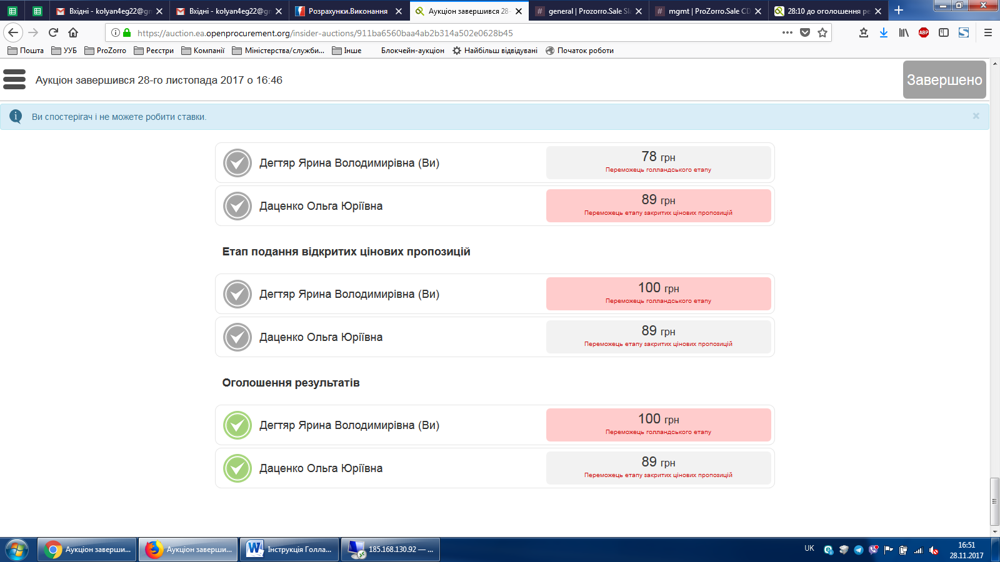 Вхідні - kolyan4eg22@gm
Вхідні - kolyan4eg22@gm
Розрахунки.Виконання
Аукціон завершився 28-
general | Prozorro.Sale Sla
mgmt | ProZorro.Sale CD
28:10 до оголошення ре
https://auction.ea.openprocurement.org/insider-auctions/911ba6560baa4ab2b314a502e0628b45
ABP
Пошта
УУБ
ProZorro
Реєстри
Компанії
Міністерства/служби...
Інше
Блокчейн-аукціон
Найбільш відвідувані
Початок роботи
Аукціон завершився 28-го листопада 2017 о 16:46
Завершено
Ви спостерігач і не можете робити ставки.
Дегтяр Ярина Володимирівна (Ви)
78 грн
Переможець голландського етапу
Даценко Ольга Юріївна
89 грн
Переможець етапу закритих цінових пропозицій
Етап подання відкритих цінових пропозицій
Дегтяр Ярина Володимирівна (Ви)
100 грн
Переможець голландського етапу
Даценко Ольга Юріївна
89 грн
Переможець етапу закритих цінових пропозицій
Оголошення результатів
Дегтяр Ярина Володимирівна (Ви)
100 грн
Переможець голландського етапу
Даценко Ольга Юріївна
89 грн
Переможець етапу закритих цінових пропозицій
Аукціон заверши...
Аукціон заверши...
Інструкція Голла...
185.168.130.92 — ...
UK
16:51
28.11.2017